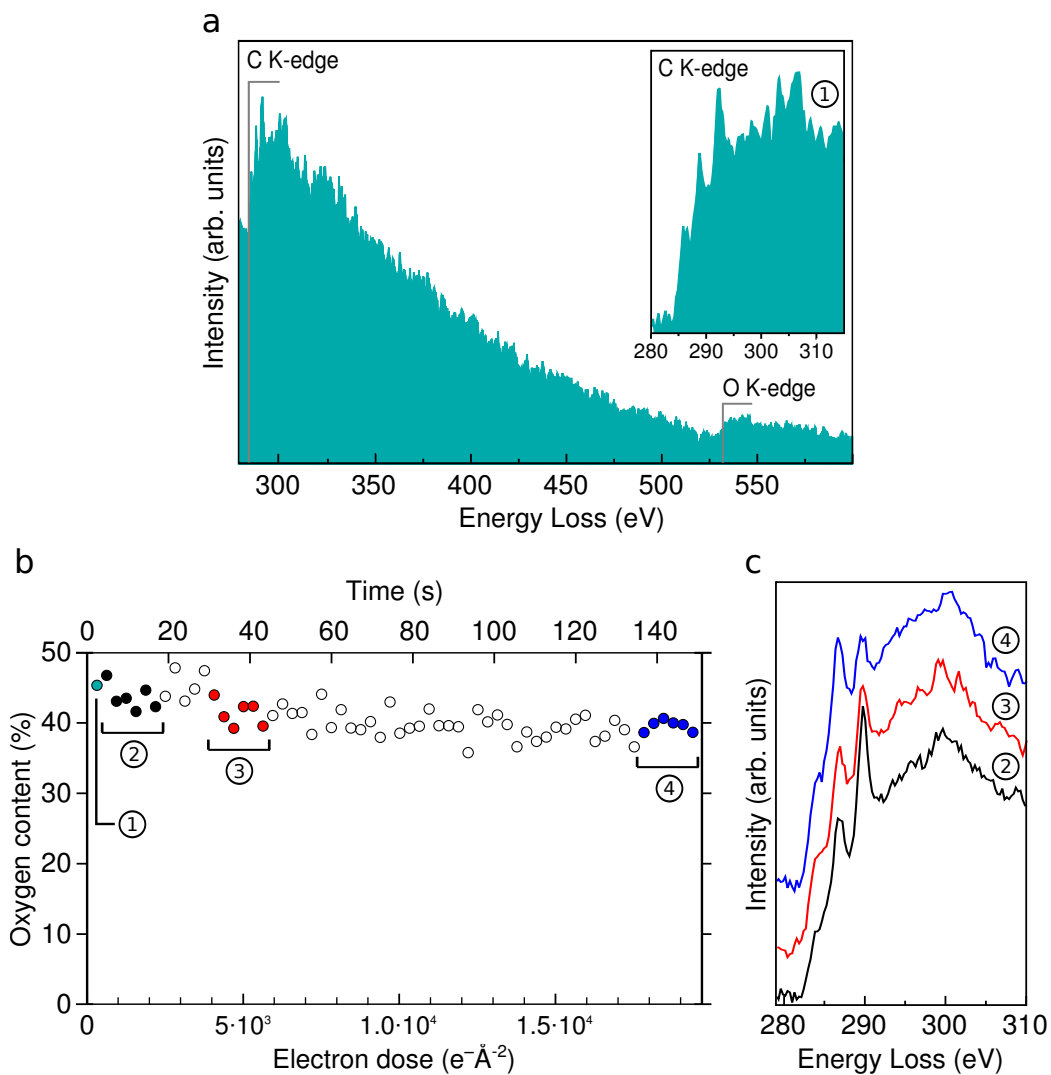 a
C K-edge
C K-edge
①
280 290 300 310
O K-edge
Intensity (arb. units)
300 350 400 450 500 550
Energy Loss (eV)
b
Time (s)
0 20 40 60 80 100 120 140
Oxygen content (%)
50
40
30
20
10
0
②
③
④
①
0 5·10³ 1.0·10⁴ 1.5·10⁴
Electron dose (e⁻Å⁻²)
c
④
③
②
Intensity (arb. units)
279 290 300 310
Energy Loss (eV)